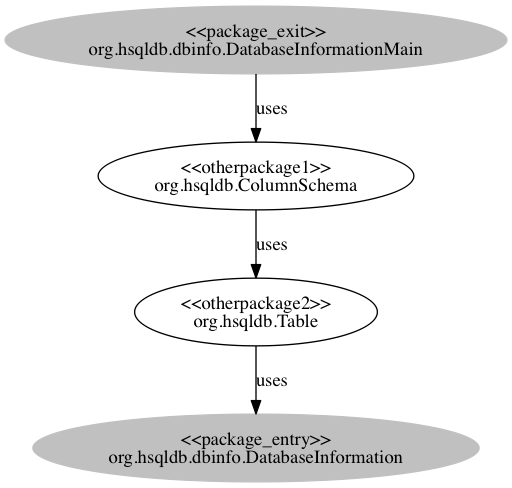 <<package_exit>>
org.hsqldb.dbinfo.DatabaseInformationMain
uses
<<otherpackage1>>
org.hsqldb.ColumnSchema
uses
<<otherpackage2>>
org.hsqldb.Table
uses
<<package_entry>>
org.hsqldb.dbinfo.DatabaseInformation